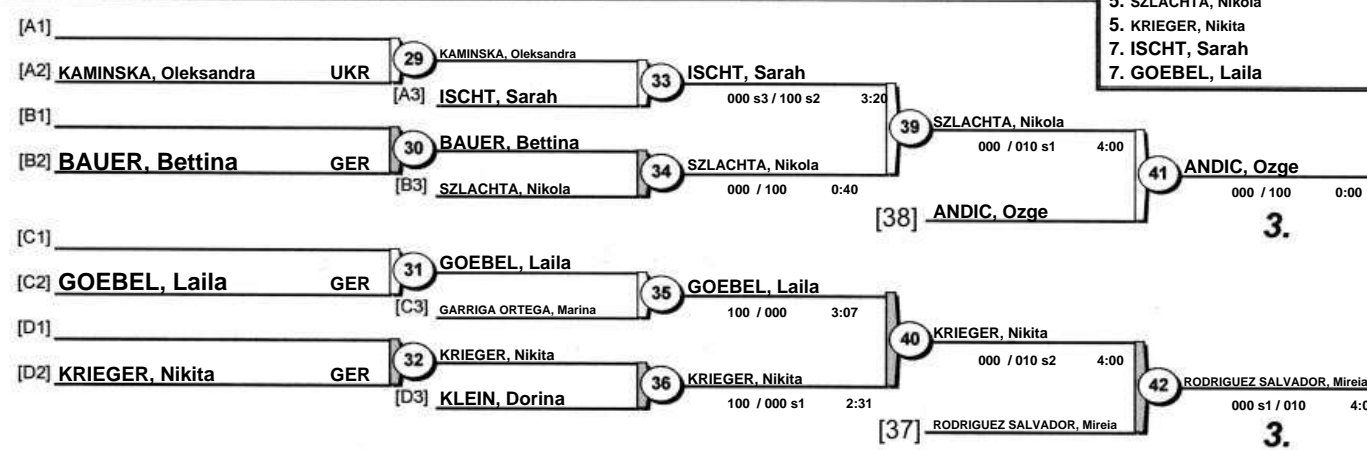 5. SZLACHTA, Nikola
5. KRIEGER, Nikita
7. ISCHT, Sarah
7. GOEBEL, Laila
[A1]
29
KAMINSKA, Oleksandra
[A2] KAMINSKA, Oleksandra UKR
[A3] ISCHT, Sarah
33
ISCHT, Sarah
000 s3 / 100 s2 3:20
[B1]
30
BAUER, Bettina
[B2] BAUER, Bettina GER
[B3] SZLACHTA, Nikola
34
SZLACHTA, Nikola
000 / 100 0:40
39
SZLACHTA, Nikola
000 / 010 s1 4:00
[38] ANDIC, Ozge
41
ANDIC, Ozge
000 / 100 0:00
3.
[C1]
31
GOEBEL, Laila
[C2] GOEBEL, Laila GER
[C3] GARRIGA ORTEGA, Marina
35
GOEBEL, Laila
100 / 000 3:07
[D1]
32
KRIEGER, Nikita
[D2] KRIEGER, Nikita GER
[D3] KLEIN, Dorina
36
KRIEGER, Nikita
100 / 000 s1 2:31
40
KRIEGER, Nikita
000 / 010 s2 4:00
[37] RODRIGUEZ SALVADOR, Mireia
42
RODRIGUEZ SALVADOR, Mireia
000 s1 / 010 4:0
3.